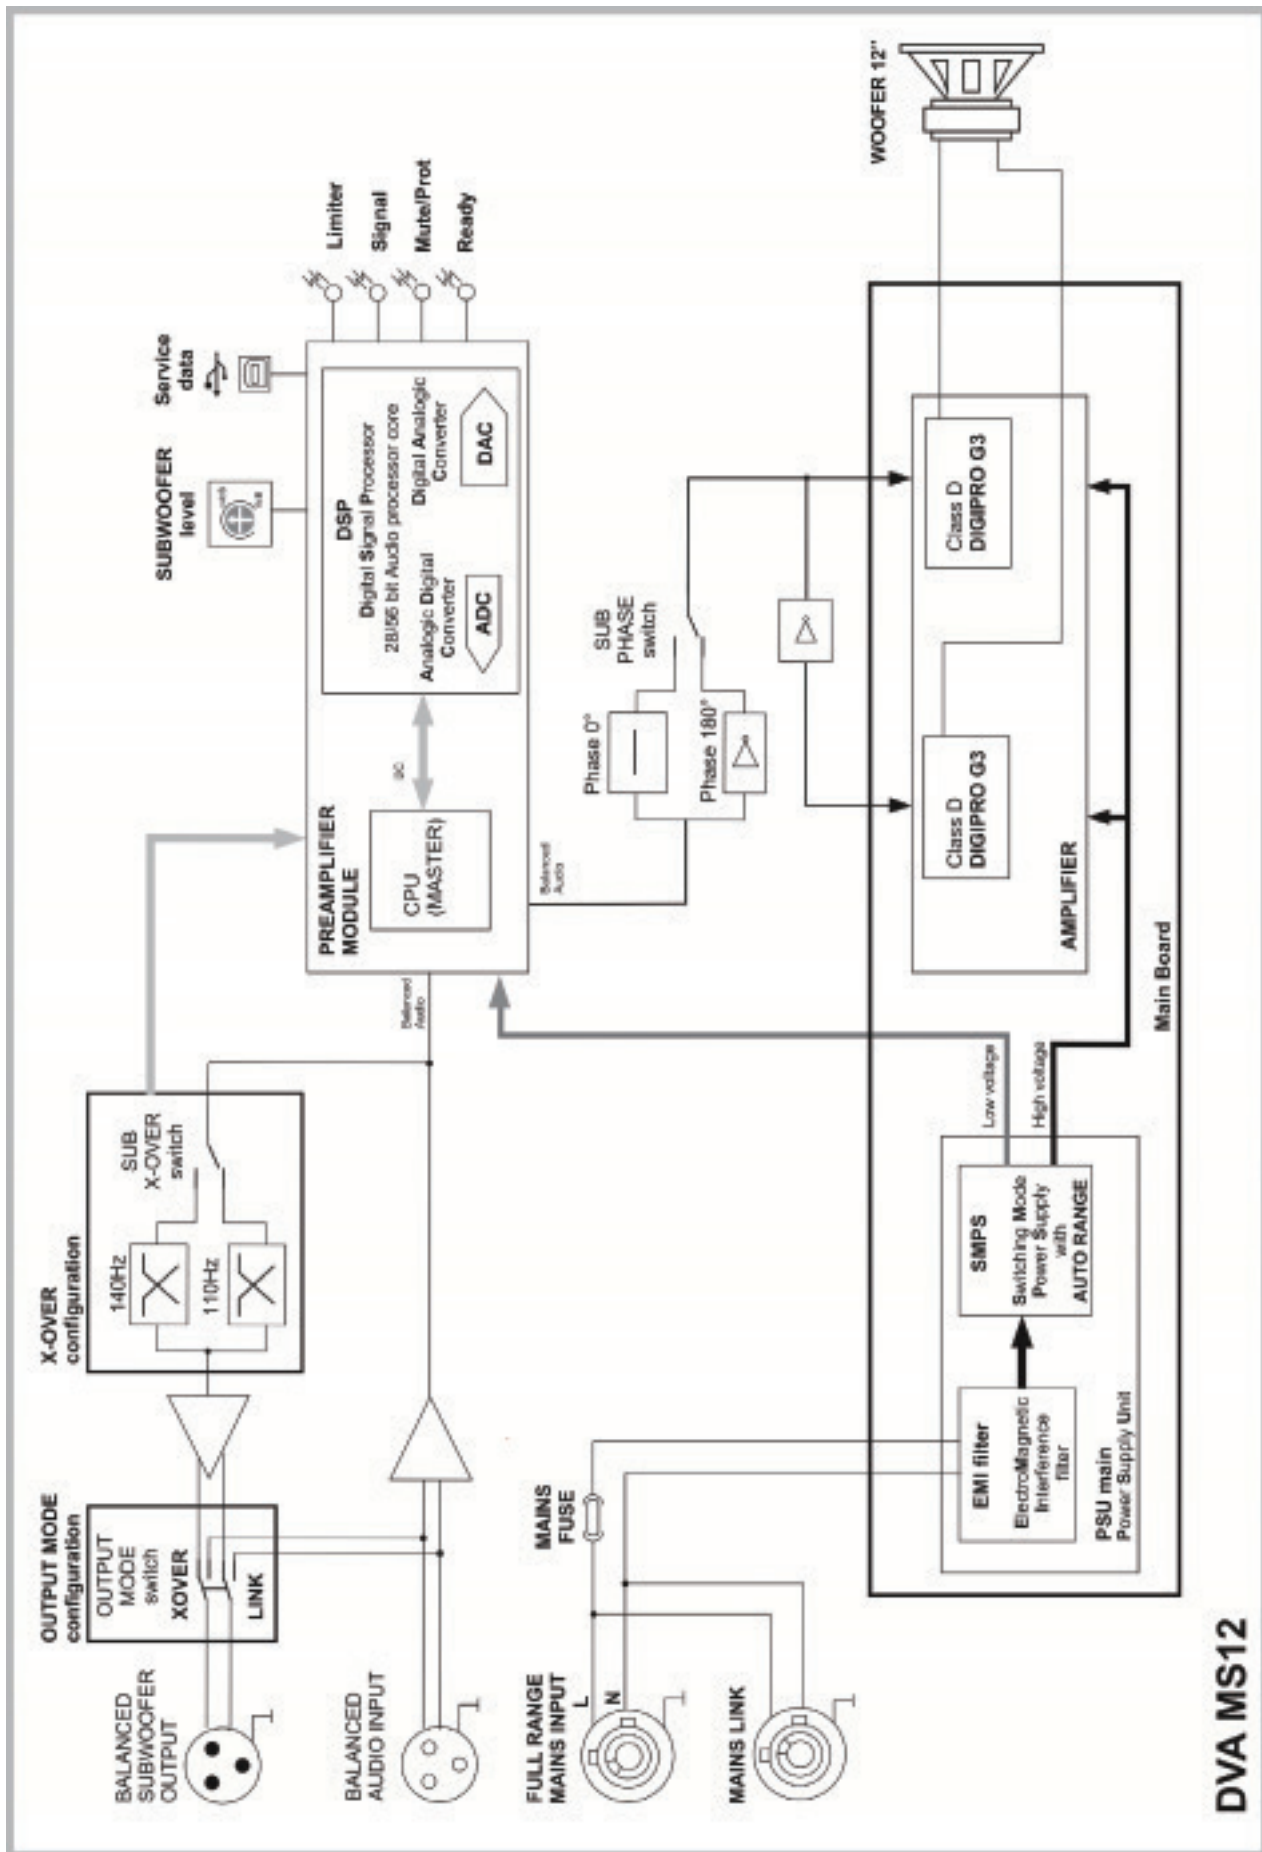 BALANCED
SUBWOOFER
OUTPUT
OUTPUT MODE
configuration
OUTPUT
MODE
switch
XOVER
LINK
X-OVER
configuration
140Hz
110Hz
SUB
X-OVER
switch
SUBWOOFER
level
Service
data
BALANCED
AUDIO INPUT
Balanced
Audio
PREAMPLIFIER
MODULE
CPU
(MASTER)
DSP
Digital Signal Processor
28/56 bit Audio processor core
Analogic Digital
Converter
ADC
Digital Analogic
Converter
DAC
Limiter
Signal
Mute/Prot
Ready
Balanced
Audio
Phase 0°
Phase 180°
SUB
PHASE
switch
FULL RANGE
MAINS INPUT
L
N
MAINS
FUSE
MAINS LINK
EMI filter
ElectroMagnetic
Interference
filter
PSU main
Power Supply Unit
SMPS
Switching Mode
Power Supply
with
AUTO RANGE
Low voltage
High voltage
Class D
DIGIPRO G3
Class D
DIGIPRO G3
AMPLIFIER
Main Board
WOOFER 12"
DVA MS12